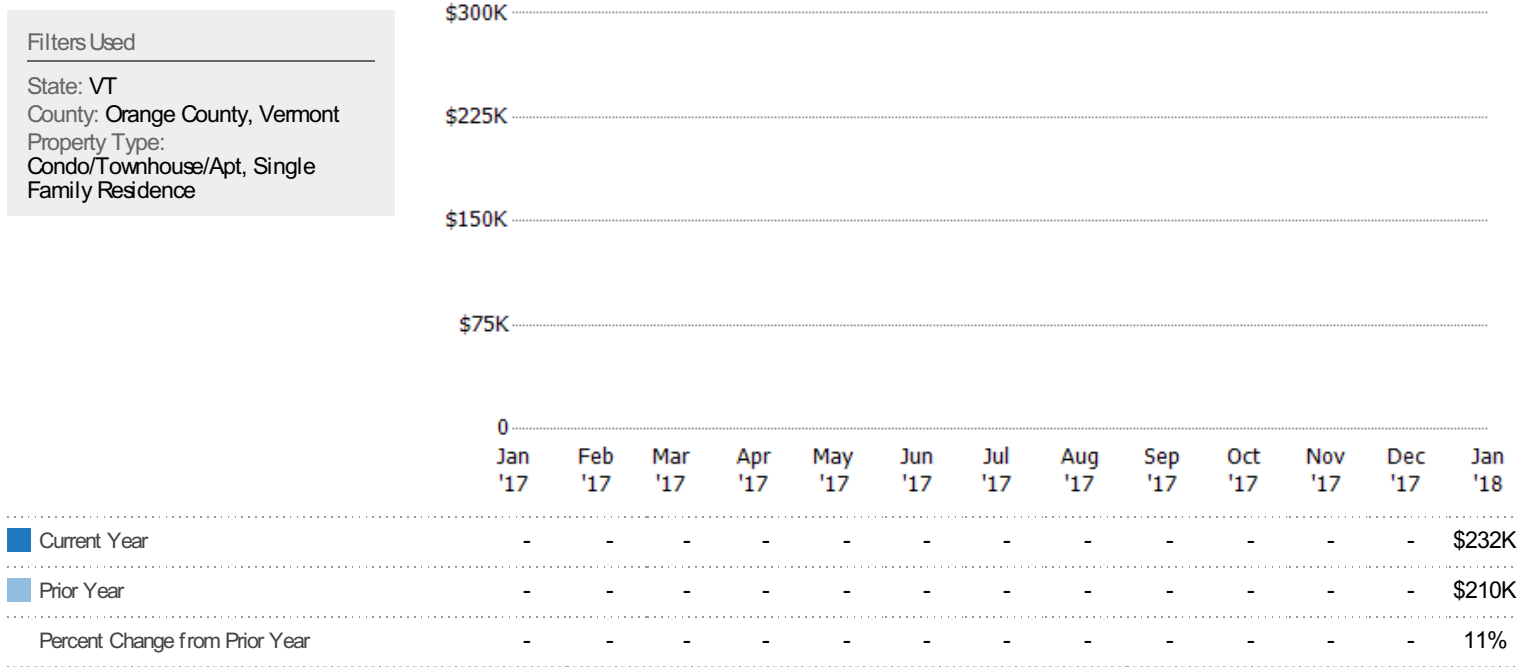 Filters Used
State: VT
County: Orange County, Vermont
Property Type:
Condo/Townhouse/Apt, Single
Family Residence
$300K
$225K
$150K
$75K
0
Jan Feb Mar Apr May Jun Jul Aug Sep Oct Nov Dec Jan
'17 '17 '17 '17 '17 '17 '17 '17 '17 '17 '17 '17 '18
Current Year - - - - - - - - - - - - $232K
Prior Year - - - - - - - - - - - - $210K
Percent Change from Prior Year - - - - - - - - - - - - 11%